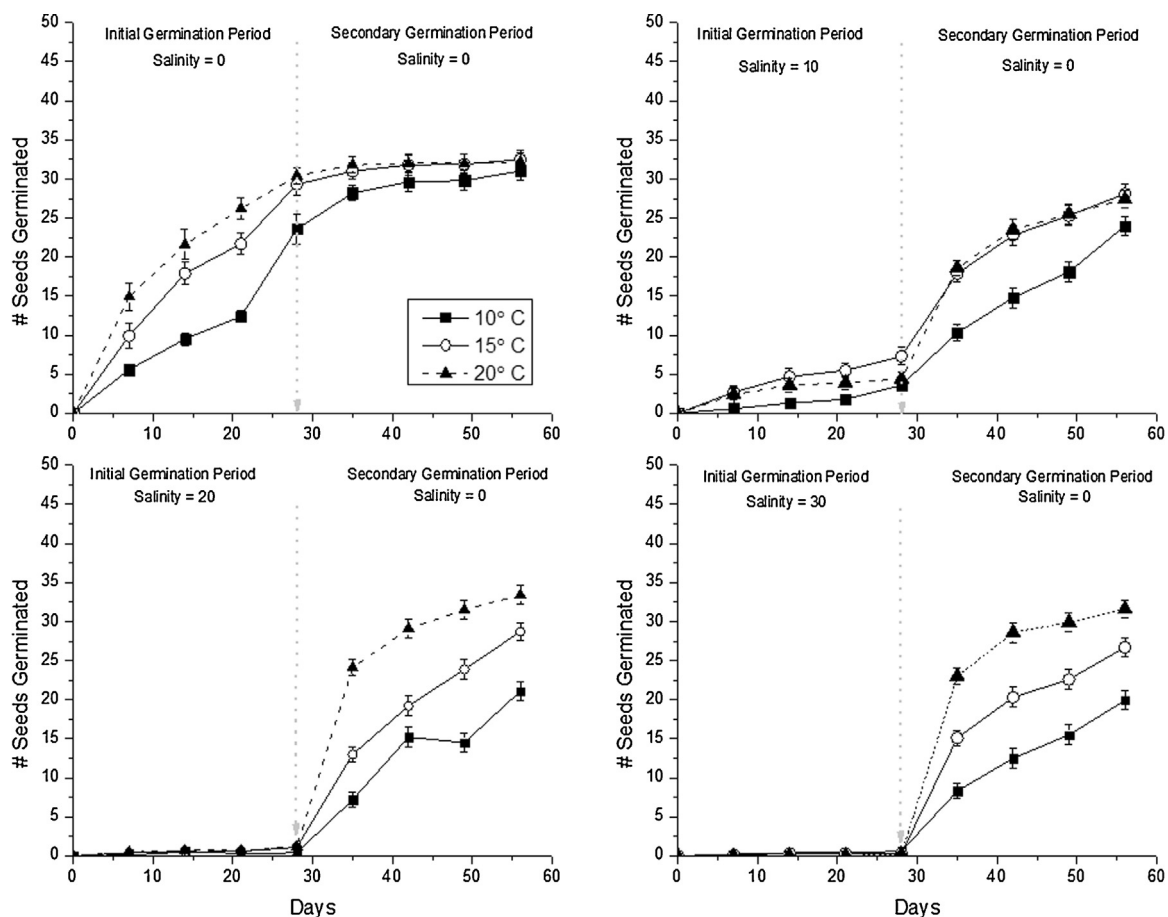 Initial Germination Period
Salinity = 0
Secondary Germination Period
Salinity = 0
# Seeds Germinated
50
45
40
35
30
25
20
15
10
5
0
10° C
15° C
20° C
0 10 20 30 40 50 60
Initial Germination Period
Salinity = 10
Secondary Germination Period
Salinity = 0
# Seeds Germinated
50
45
40
35
30
25
20
15
10
5
0
0 10 20 30 40 50 60
Initial Germination Period
Salinity = 20
Secondary Germination Period
Salinity = 0
# Seeds Germinated
50
45
40
35
30
25
20
15
10
5
0
0 10 20 30 40 50 60
Days
Initial Germination Period
Salinity = 30
Secondary Germination Period
Salinity = 0
# Seeds Germinated
50
45
40
35
30
25
20
15
10
5
0
0 10 20 30 40 50 60
Days